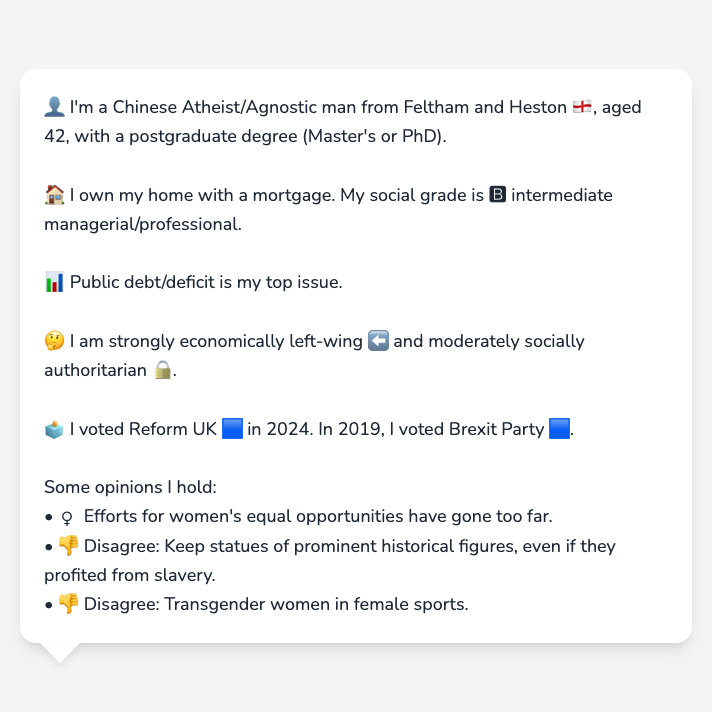 👤 I'm a Chinese Atheist/Agnostic man from Feltham and Heston 🏴󠁧󠁢󠁥󠁮󠁧󠁿, aged
42, with a postgraduate degree (Master's or PhD).
🏠 I own my home with a mortgage. My social grade is 🅱 intermediate
managerial/professional.
📊 Public debt/deficit is my top issue.
🤔 I am strongly economically left-wing ⬅️ and moderately socially
authoritarian 🔒.
🗳️ I voted Reform UK 🟦 in 2024. In 2019, I voted Brexit Party 🟦.
Some opinions I hold:
• ♀ Efforts for women's equal opportunities have gone too far.
• 👎 Disagree: Keep statues of prominent historical figures, even if they
profited from slavery.
• 👎 Disagree: Transgender women in female sports.